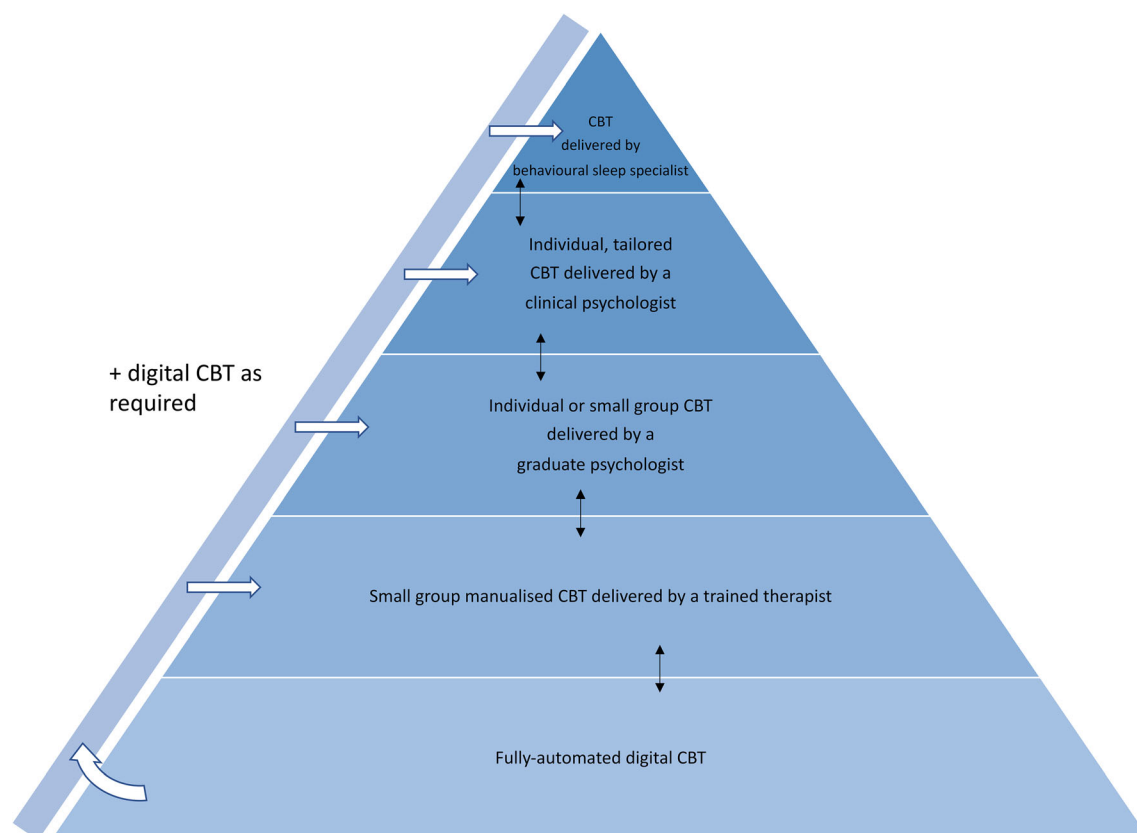 CBT
delivered by
behavioural sleep specialist
Individual, tailored
CBT delivered by a
clinical psychologist
+ digital CBT as
required
Individual or small group CBT
delivered by a
graduate psychologist
Small group manualised CBT delivered by a trained therapist
Fully-automated digital CBT